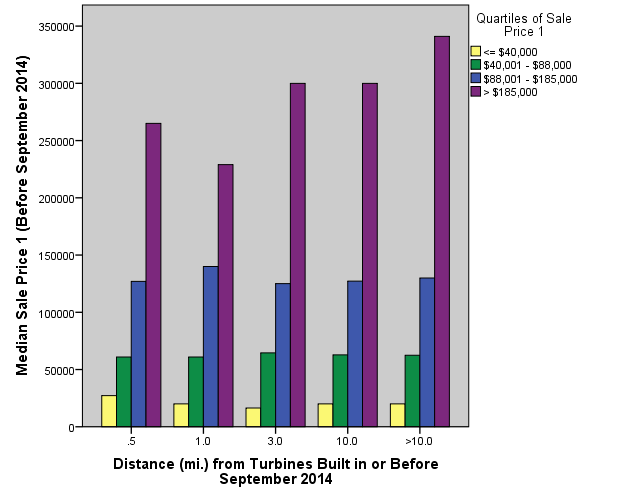 Quartiles of Sale
Price 1
<= $40,000
$40,001 - $88,000
$88,001 - $185,000
> $185,000
Median Sale Price 1 (Before September 2014)
350000
300000
250000
200000
150000
100000
50000
0
.5
1.0
3.0
10.0
>10.0
Distance (mi.) from Turbines Built in or Before
September 2014